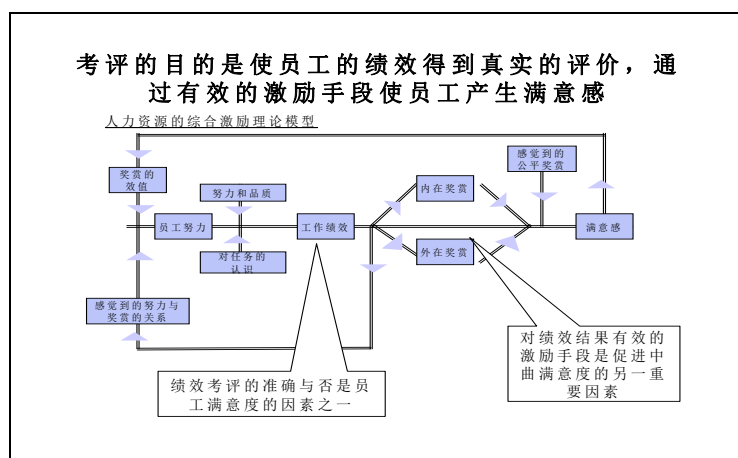 考评的目的是使员工的绩效得到真实的评价，通
过有效的激励手段使员工产生满意感
人力资源的综合激励理论模型
奖赏的
效值
努力和品质
员工努力
对任务的
认识
感觉到的努力与
奖赏的关系
工作绩效
内在奖赏
外在奖赏
感觉到的
公平奖赏
满意感
绩效考评的准确与否是员
工满意度的因素之一
对绩效结果有效的
激励手段是促进中
曲满意度的另一重
要因素